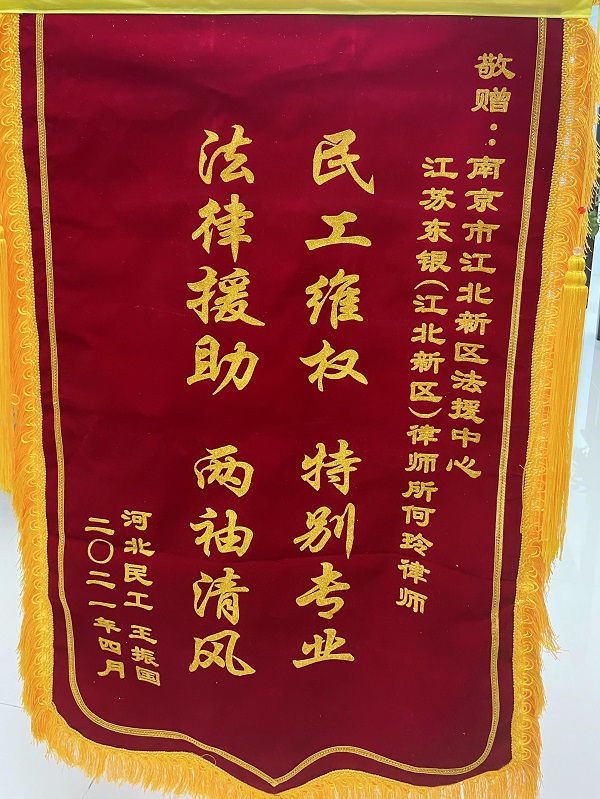 敬赠：南京市江北新区法援中心
江苏东银（江北新区）律师所何玲律师
民工维权 特别专业
法律援助 两袖清风
河北民工 王振国
二〇二一年四月